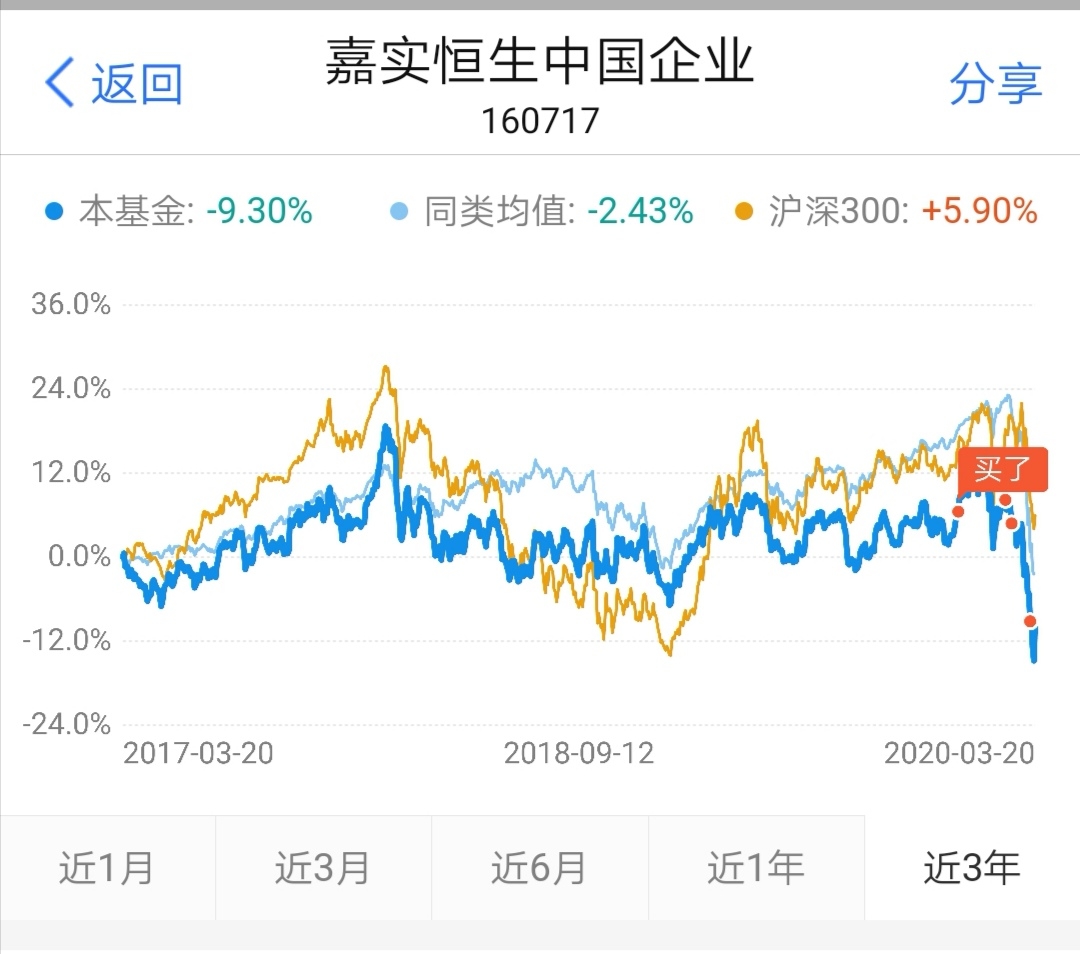 返回
嘉实恒生中国企业
160717
分享
本基金: -9.30% 同类均值: -2.43% 沪深300: +5.90%
36.0%
24.0%
12.0%
0.0%
-12.0%
-24.0%
买了
2017-03-20 2018-09-12 2020-03-20
近1月 近3月 近6月 近1年 近3年